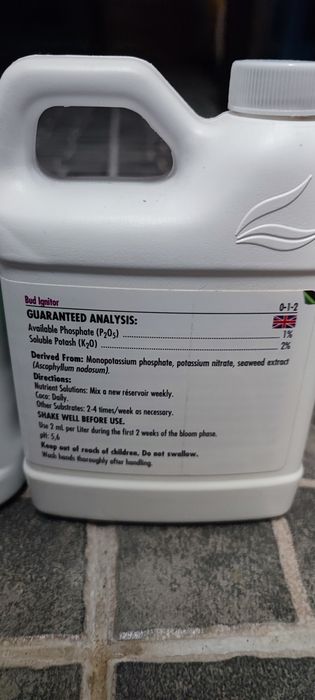 Bud Ignitor 0-1-2
GUARANTEED ANALYSIS:
Available Phosphate (P₂O₅) 1%
Soluble Potash (K₂O) 2%
Derived From: Monopotassium phosphate, potassium nitrate, seaweed extract
(Ascophyllum nodosum).
Directions:
Nutrient Solutions: Mix a new reservoir weekly.
Coco: Daily.
Other Substrates: 2-4 times/week as necessary.
SHAKE WELL BEFORE USE.
Use 2 mL per Liter during the first 2 weeks of the bloom phase.
pH: 5,6
Keep out of reach of children. Do not swallow.
Wash hands thoroughly after handling.